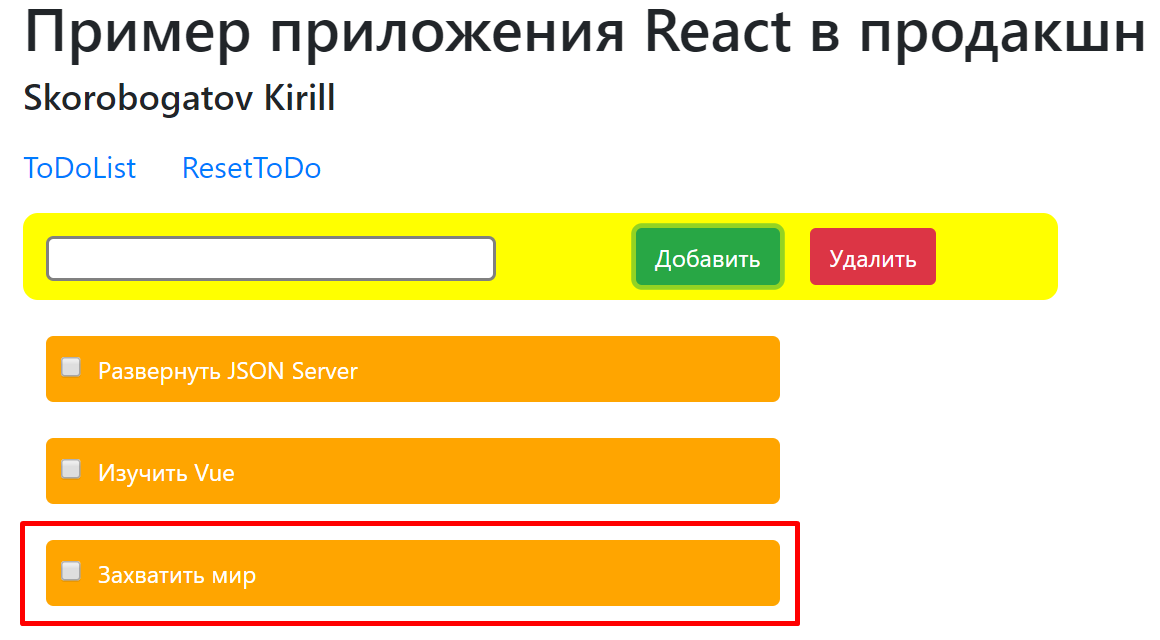 Пример приложения React в продакшн
Skorobogatov Kirill
ToDoList ResetToDo
Добавить Удалить
Развернуть JSON Server
Изучить Vue
Захватить мир